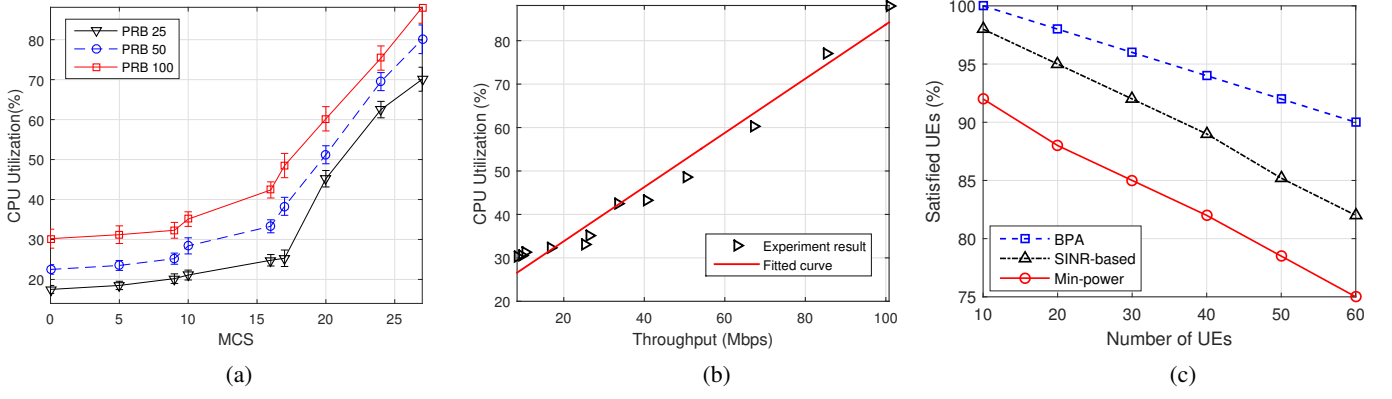 CPU Utilization(%)
80
70
60
50
40
30
20
PRB 25
PRB 50
PRB 100
0
5
10
15
20
25
MCS
(a)
CPU Utilization (%)
80
70
60
50
40
30
20
Experiment result
Fitted curve
20
40
60
80
100
Throughput (Mbps)
(b)
Satisfied UEs (%)
100
95
90
85
80
75
BPA
SINR-based
Min-power
10
20
30
40
50
60
Number of UEs
(c)